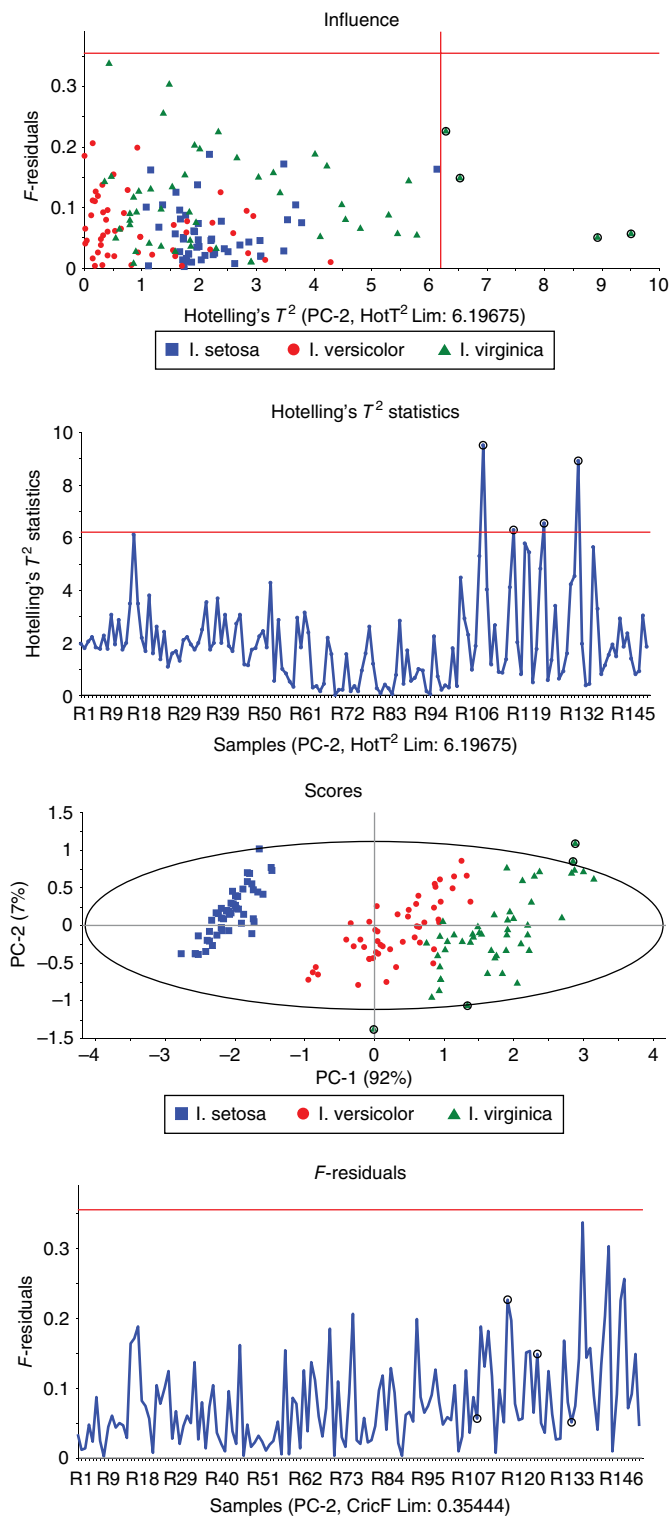 Influence
0.3
0.2
0.1
0
F-residuals
0 1 2 3 4 5 6 7 8 9 10
Hotelling's T² (PC-2, HotT² Lim: 6.19675)
I. setosa I. versicolor I. virginica
Hotelling's T² statistics
10
8
6
4
2
0
Hotelling's T² statistics
R1 R9 R18 R29 R39 R50 R61 R72 R83 R94 R106 R119 R132 R145
Samples (PC-2, HotT² Lim: 6.19675)
Scores
1.5
1
0.5
0
−0.5
−1
−1.5
PC-2 (7%)
−4 −3 −2 −1 0 1 2 3 4
PC-1 (92%)
I. setosa I. versicolor I. virginica
F-residuals
0.3
0.2
0.1
0
F-residuals
R1 R9 R18 R29 R40 R51 R62 R73 R84 R95 R107 R120 R133 R146
Samples (PC-2, CricF Lim: 0.35444)